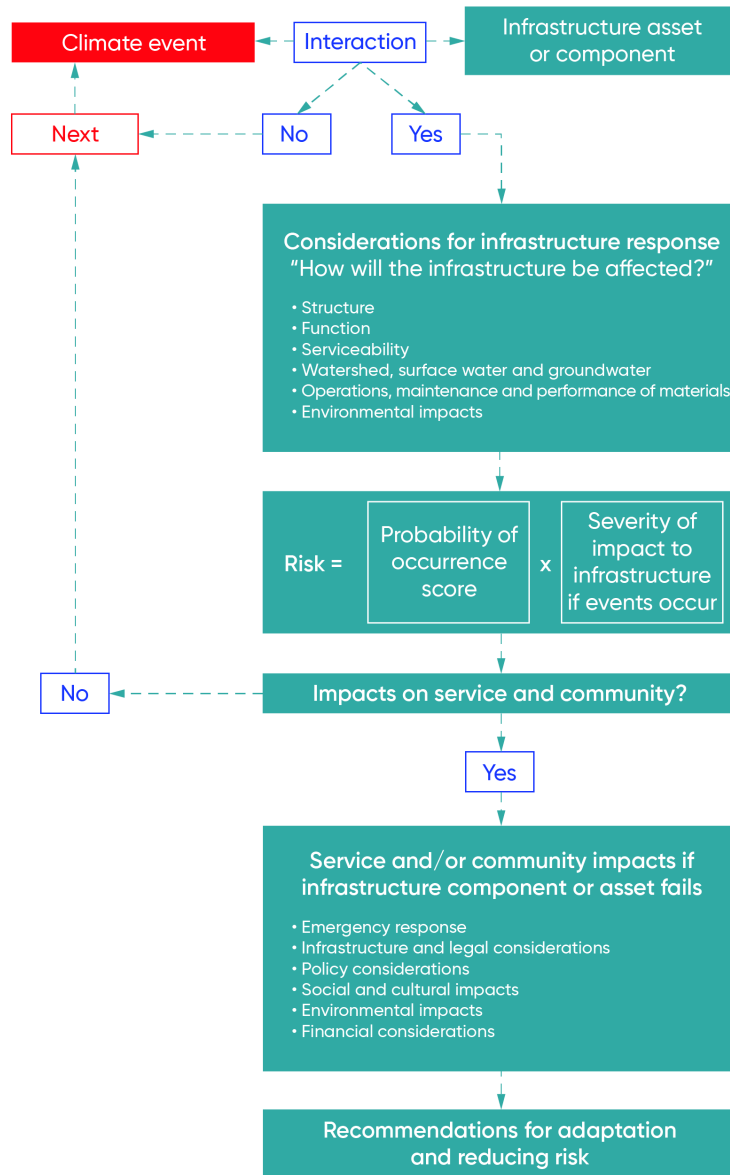 Climate event
Interaction
Infrastructure asset
or component
Next
No
Yes
Considerations for infrastructure response
“How will the infrastructure be affected?”
• Structure
• Function
• Serviceability
• Watershed, surface water and groundwater
• Operations, maintenance and performance of materials
• Environmental impacts
Risk =
Probability of
occurrence
score
x
Severity of
impact to
infrastructure
if events occur
No
Impacts on service and community?
Yes
Service and/or community impacts if
infrastructure component or asset fails
• Emergency response
• Infrastructure and legal considerations
• Policy considerations
• Social and cultural impacts
• Environmental impacts
• Financial considerations
Recommendations for adaptation
and reducing risk